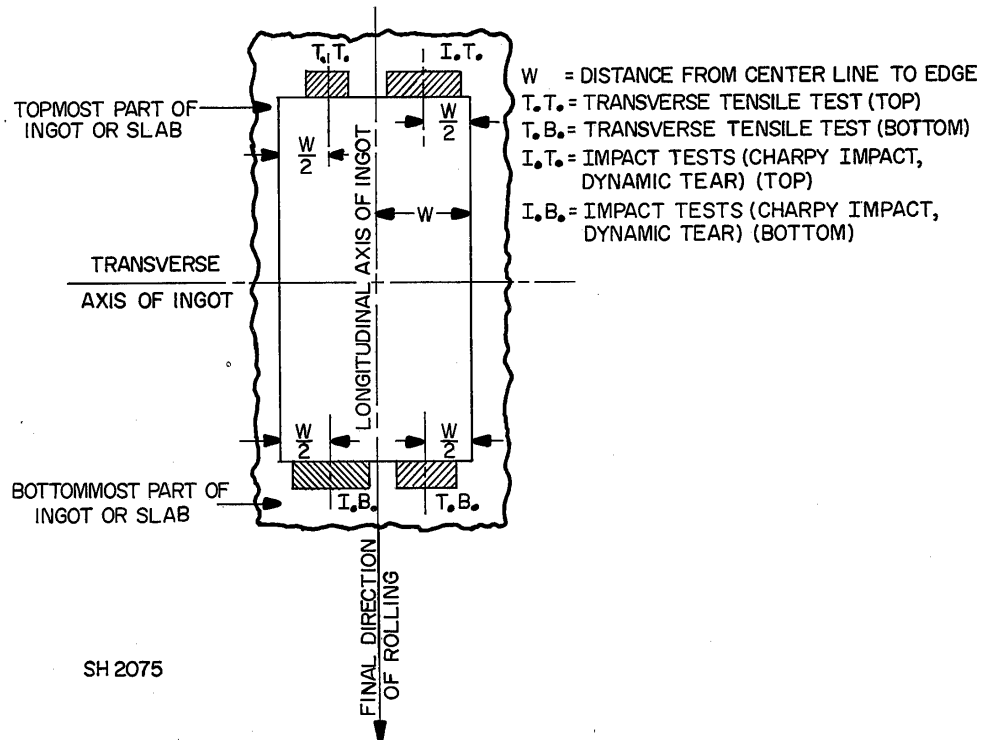 T.T.
I.T.
W = DISTANCE FROM CENTER LINE TO EDGE
T.T. = TRANSVERSE TENSILE TEST (TOP)
T.B. = TRANSVERSE TENSILE TEST (BOTTOM)
I.T. = IMPACT TESTS (CHARPY IMPACT,
DYNAMIC TEAR) (TOP)
I.B. = IMPACT TESTS (CHARPY IMPACT,
DYNAMIC TEAR) (BOTTOM)
TOPMOST PART OF
INGOT OR SLAB
W/2
W/2
W
LONGITUDINAL AXIS OF INGOT
TRANSVERSE
AXIS OF INGOT
W/2
W/2
BOTTOMMOST PART OF
INGOT OR SLAB
I.B.
T.B.
FINAL DIRECTION
OF ROLLING
SH 2075